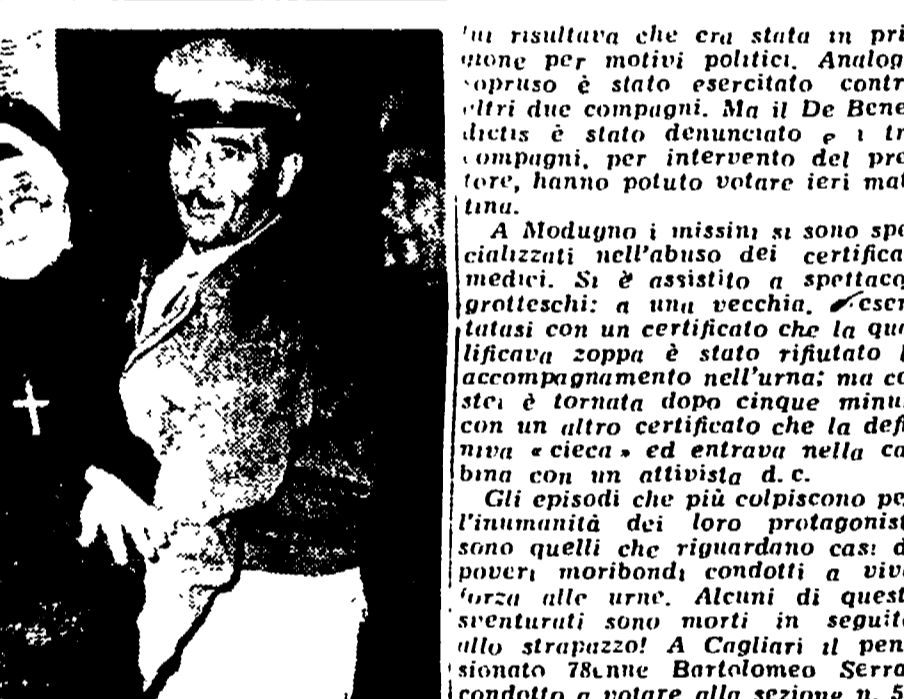 risultava che era stata in pri
gione per motivi politici. Analog
sopruso è stato esercitato contr
altri due compagni. Ma il De Bene
dictis è stato denunciato e i tr
compagni, per intervento del pre
tore, hanno potuto votare ieri mat
tina.
A Modugno i missini si sono spe
cializzati nell'abuso dei certifica
medici. Si è assistito a spettaco
grotteschi: a una vecchia,
tatasi con un certificato che la qua
lificava zoppa è stato rifiutato l
accompagnamento nell'urna; ma co
stei è tornata dopo cinque minu
con un altro certificato che la defi
niva « cieca » ed entrava nella ca
bina con un attivista d. c.
Gli episodi che più colpiscono pe
l'inumanità dei loro protagonist
sono quelli che riguardano casi d
poveri moribondi condotti a viv
forza alle urne. Alcuni di quest
sventurati sono morti in seguito
allo strapazzo! A Cagliari il pen
sionato 78enne Bartolomeo Serra
condotto a votare alla sezione n. 5